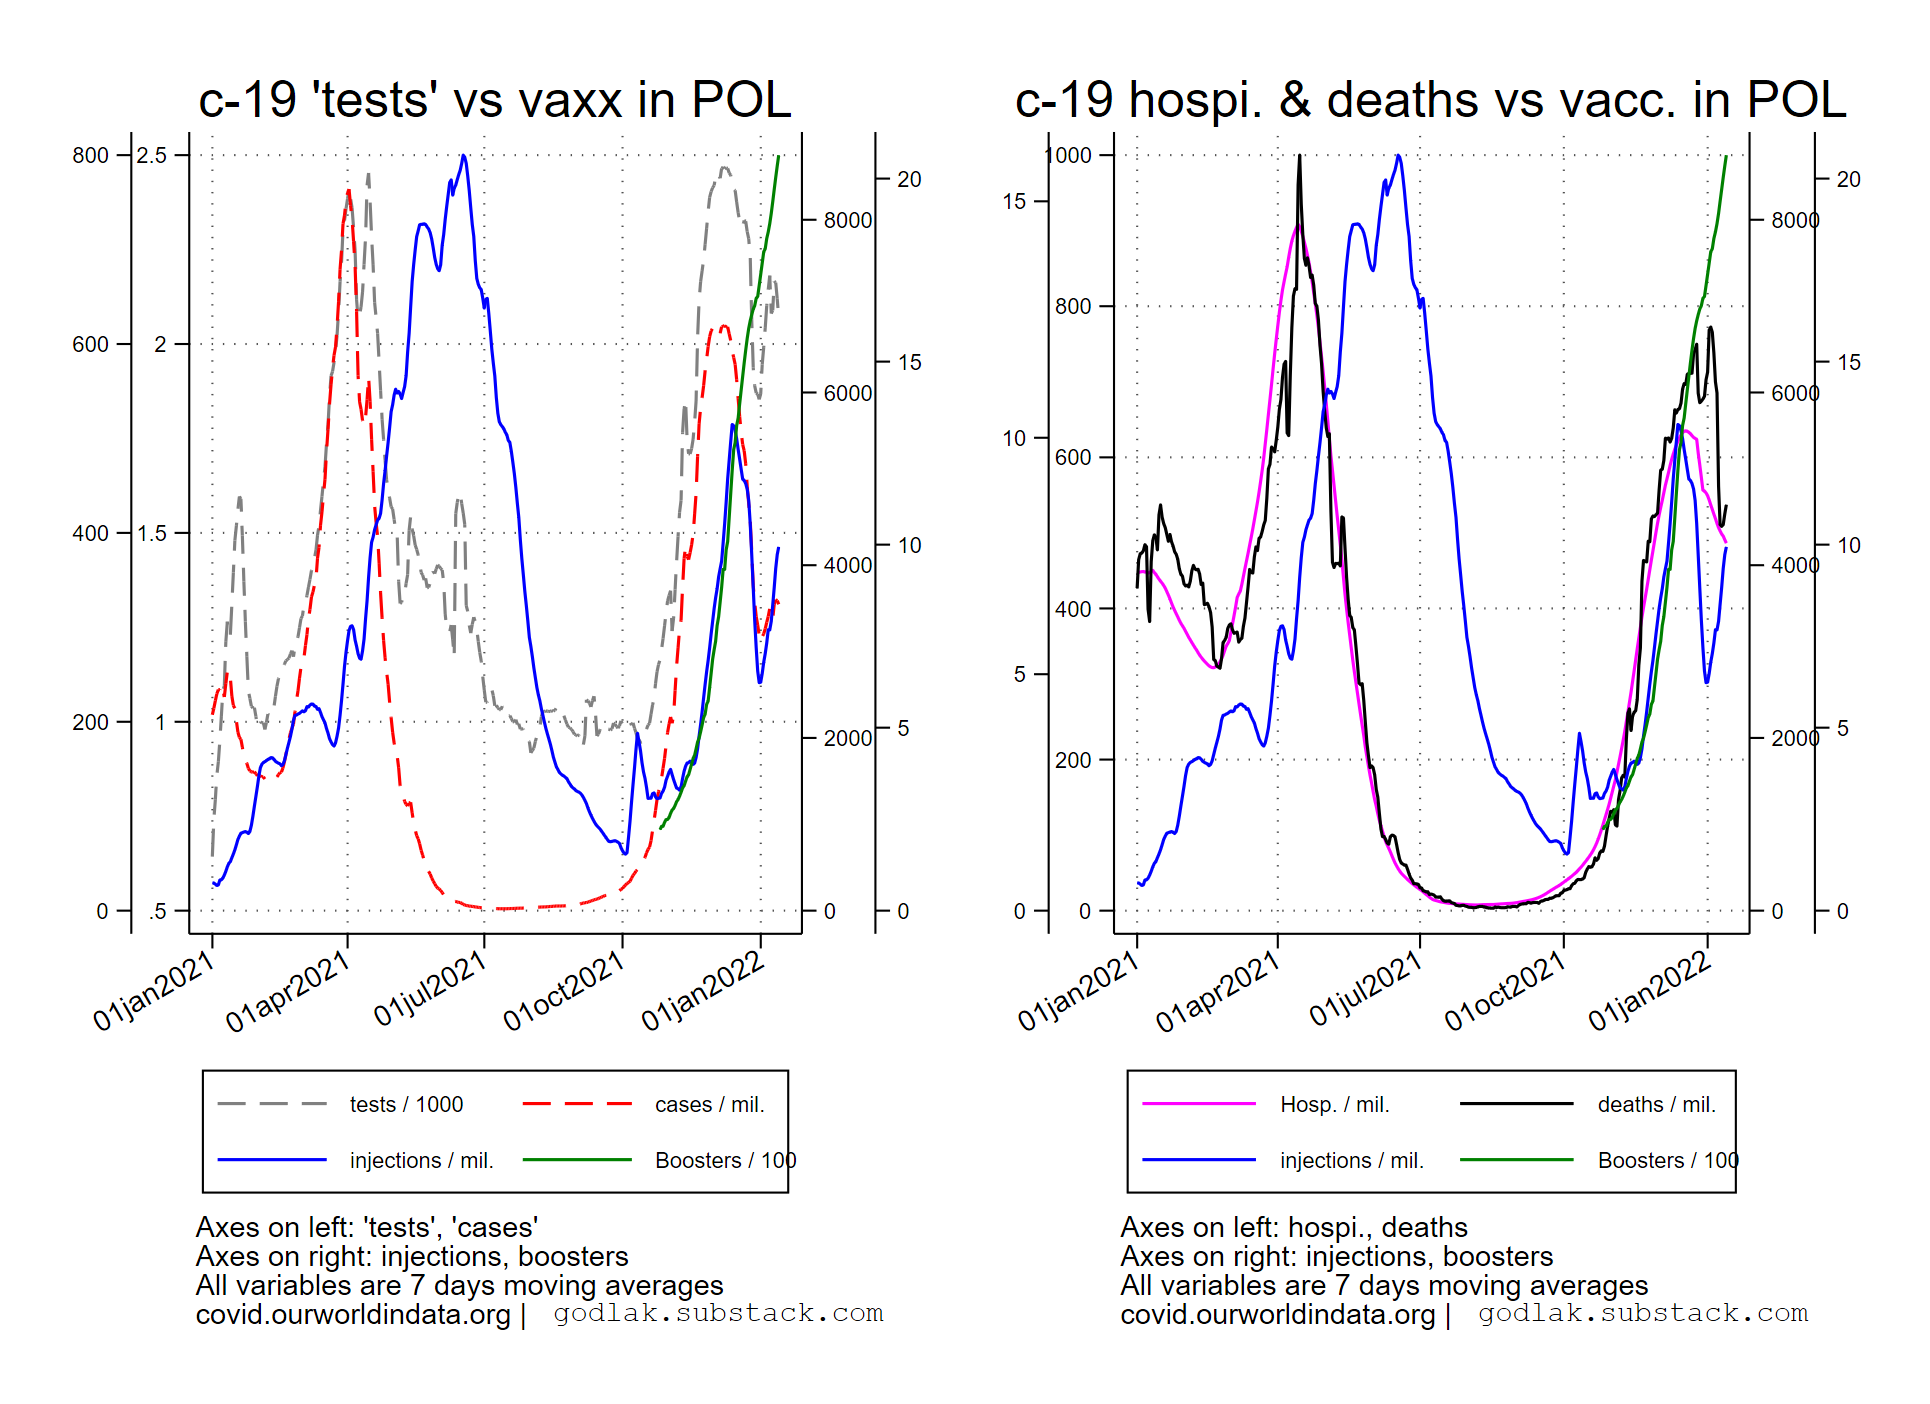 c-19 'tests' vs vaxx in POL
800
600
400
200
0
2.5
2
1.5
1
.5
8000
6000
4000
2000
0
20
15
10
5
0
01jan2021
01apr2021
01jul2021
01oct2021
01jan2022
tests / 1000
cases / mil.
injections / mil.
Boosters / 100
Axes on left: 'tests', 'cases'
Axes on right: injections, boosters
All variables are 7 days moving averages
covid.ourworldindata.org | godlak.substack.com
c-19 hospi. & deaths vs vacc. in POL
15
10
5
0
1000
800
600
400
200
0
8000
6000
4000
2000
0
20
15
10
5
0
01jan2021
01apr2021
01jul2021
01oct2021
01jan2022
Hosp. / mil.
deaths / mil.
injections / mil.
Boosters / 100
Axes on left: hospi., deaths
Axes on right: injections, boosters
All variables are 7 days moving averages
covid.ourworldindata.org | godlak.substack.com